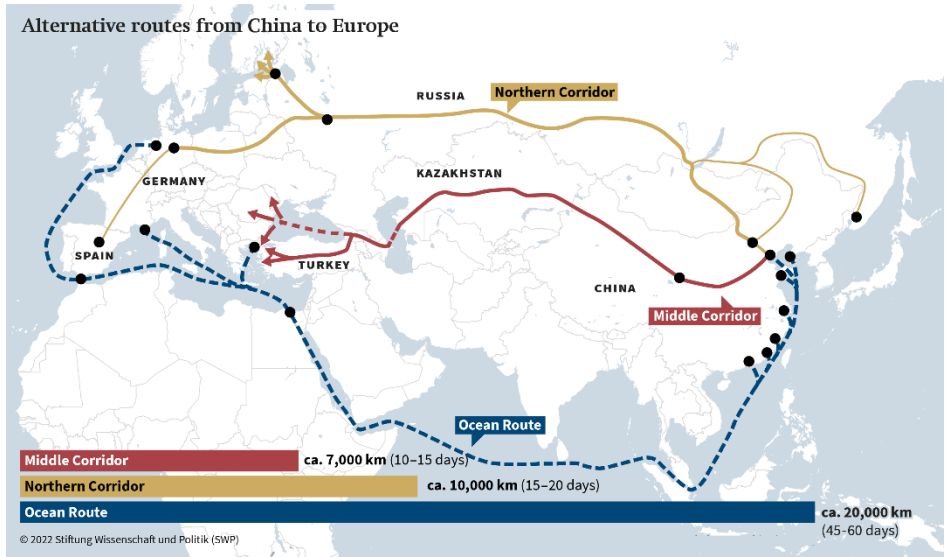 Alternative routes from China to Europe
RUSSIA
Northern Corridor
KAZAKHSTAN
GERMANY
SPAIN
TURKEY
CHINA
Middle Corridor
Ocean Route
Middle Corridor
ca. 7,000 km (10–15 days)
Northern Corridor
ca. 10,000 km (15–20 days)
Ocean Route
ca. 20,000 km
(45-60 days)
© 2022 Stiftung Wissenschaft und Politik (SWP)